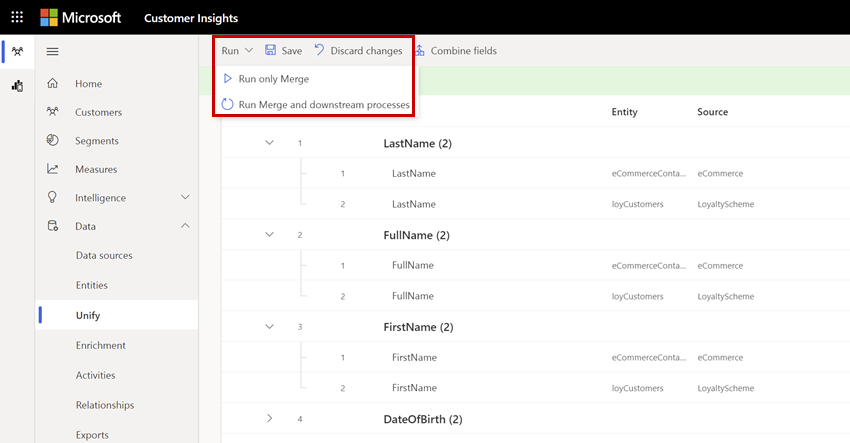 Microsoft Customer Insights
Run Save Discard changes Combine fields
Run only Merge
Run Merge and downstream processes
Home
Customers
Segments
Measures
Intelligence
Data
Data sources
Entities
Unify
Enrichment
Activities
Relationships
Exports
Entity Source
1 LastName (2)
1 LastName eCommerceConta... eCommerce
2 LastName loyCustomers LoyaltyScheme
2 FullName (2)
1 FullName eCommerceConta... eCommerce
2 FullName loyCustomers LoyaltyScheme
3 FirstName (2)
1 FirstName eCommerceConta... eCommerce
2 FirstName loyCustomers LoyaltyScheme
4 DateOfBirth (2)